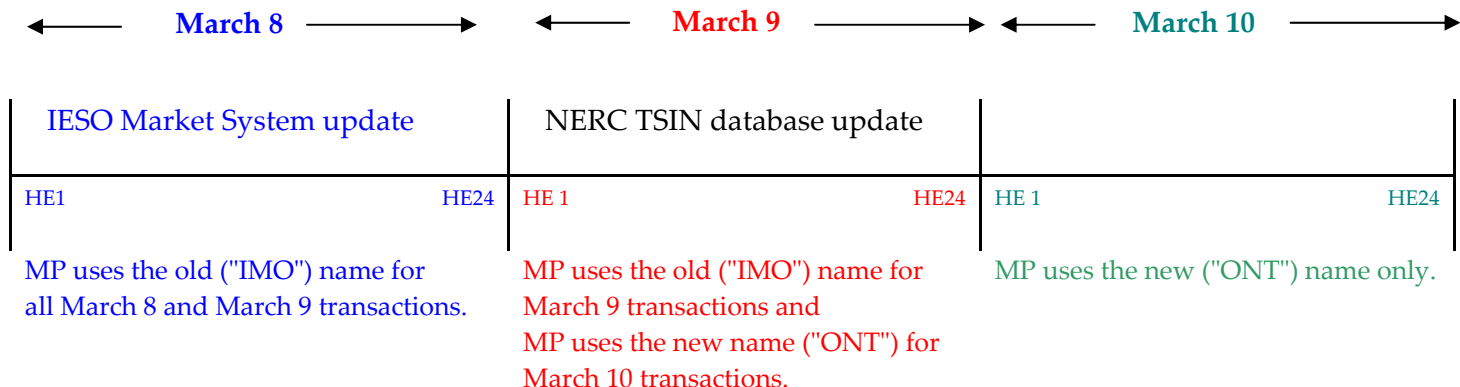 March 8
March 9
March 10
IESO Market System update
NERC TSIN database update
HE1
HE24
HE 1
HE24
HE 1
HE24
MP uses the old ("IMO") name for
all March 8 and March 9 transactions.
MP uses the old ("IMO") name for
March 9 transactions and
MP uses the new name ("ONT") for
March 10 transactions.
MP uses the new ("ONT") name only.